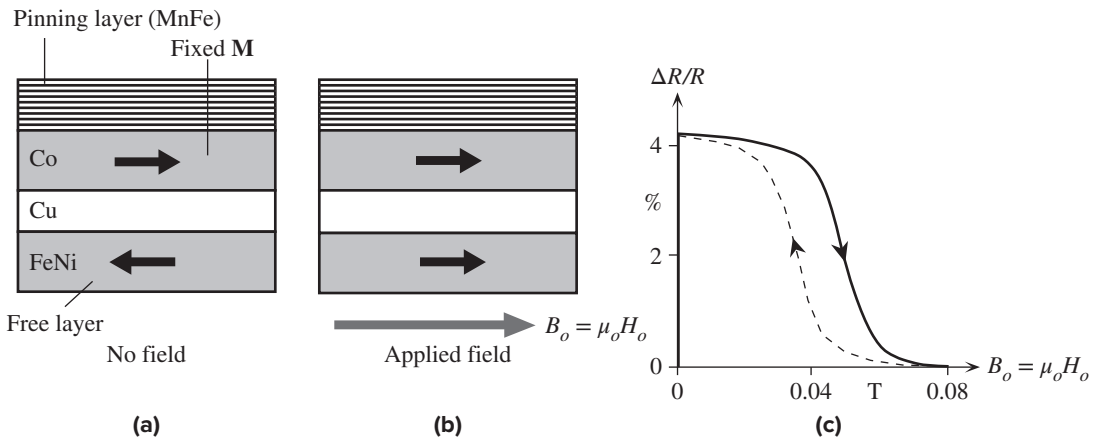 Pinning layer (MnFe)
Fixed M
Co
Cu
FeNi
Free layer
No field
(a)
B_o = μ_oH_o
Applied field
(b)
ΔR/R
4
%
2
0
0
0.04
T
0.08
B_o = μ_oH_o
(c)